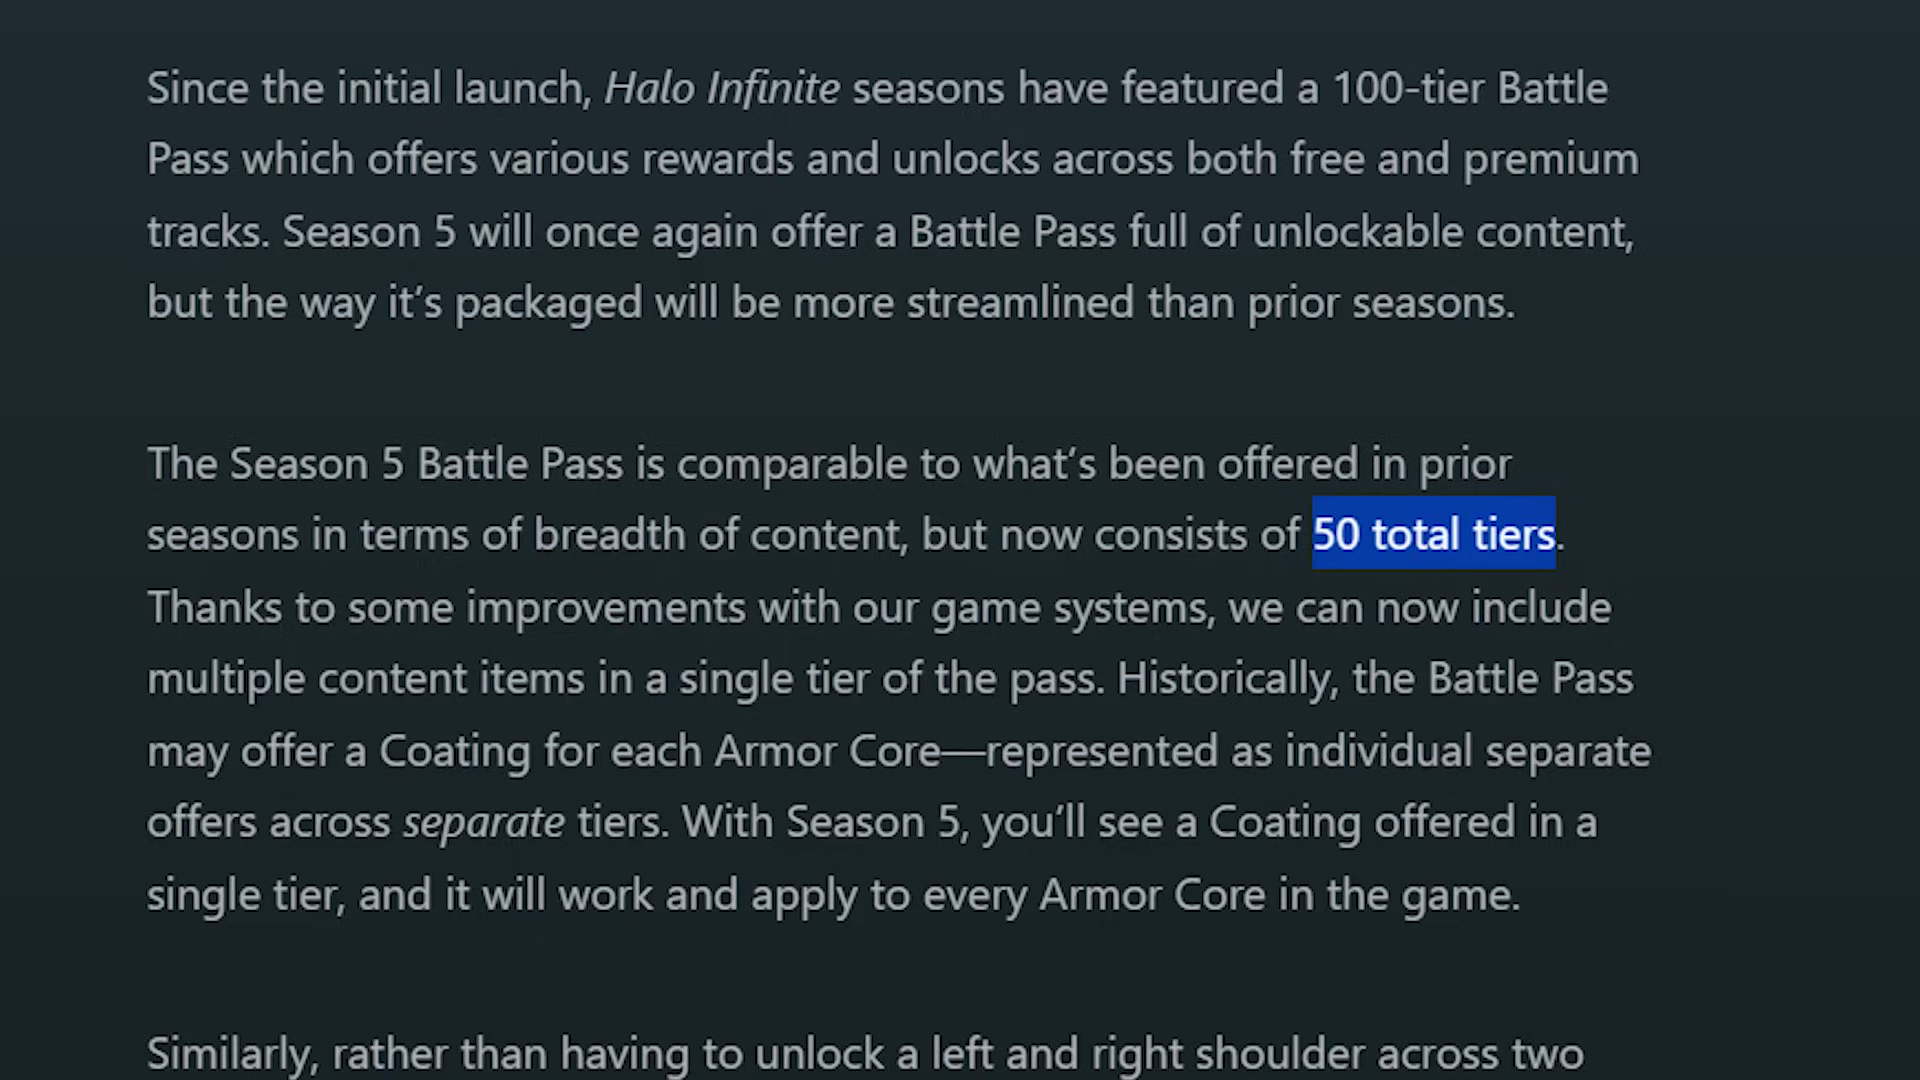 Since the initial launch, Halo Infinite seasons have featured a 100-tier Battle
Pass which offers various rewards and unlocks across both free and premium
tracks. Season 5 will once again offer a Battle Pass full of unlockable content,
but the way it’s packaged will be more streamlined than prior seasons.
The Season 5 Battle Pass is comparable to what’s been offered in prior
seasons in terms of breadth of content, but now consists of 50 total tiers.
Thanks to some improvements with our game systems, we can now include
multiple content items in a single tier of the pass. Historically, the Battle Pass
may offer a Coating for each Armor Core—represented as individual separate
offers across separate tiers. With Season 5, you’ll see a Coating offered in a
single tier, and it will work and apply to every Armor Core in the game.
Similarly, rather than having to unlock a left and right shoulder across two